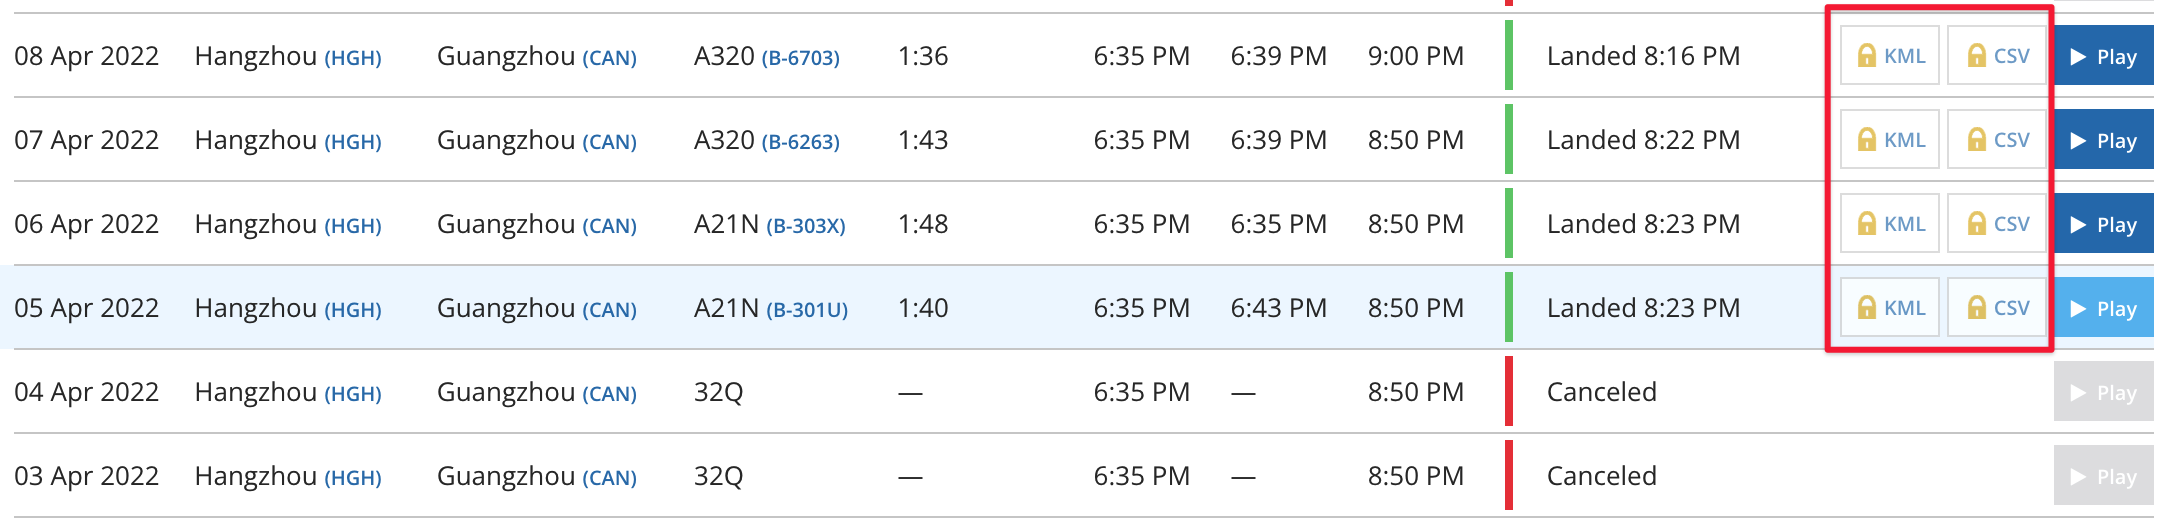 08 Apr 2022 Hangzhou (HGH) Guangzhou (CAN) A320 (B-6703) 1:36 6:35 PM 6:39 PM 9:00 PM Landed 8:16 PM KML CSV Play
07 Apr 2022 Hangzhou (HGH) Guangzhou (CAN) A320 (B-6263) 1:43 6:35 PM 6:39 PM 8:50 PM Landed 8:22 PM KML CSV Play
06 Apr 2022 Hangzhou (HGH) Guangzhou (CAN) A21N (B-303X) 1:48 6:35 PM 6:35 PM 8:50 PM Landed 8:23 PM KML CSV Play
05 Apr 2022 Hangzhou (HGH) Guangzhou (CAN) A21N (B-301U) 1:40 6:35 PM 6:43 PM 8:50 PM Landed 8:23 PM KML CSV Play
04 Apr 2022 Hangzhou (HGH) Guangzhou (CAN) 32Q — 6:35 PM — 8:50 PM Canceled Play
03 Apr 2022 Hangzhou (HGH) Guangzhou (CAN) 32Q — 6:35 PM — 8:50 PM Canceled Play